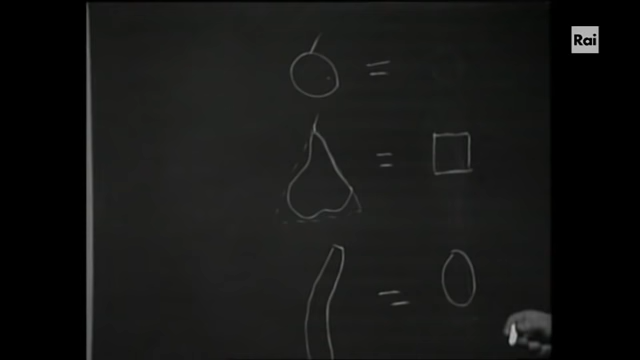 Rai
=
=
=